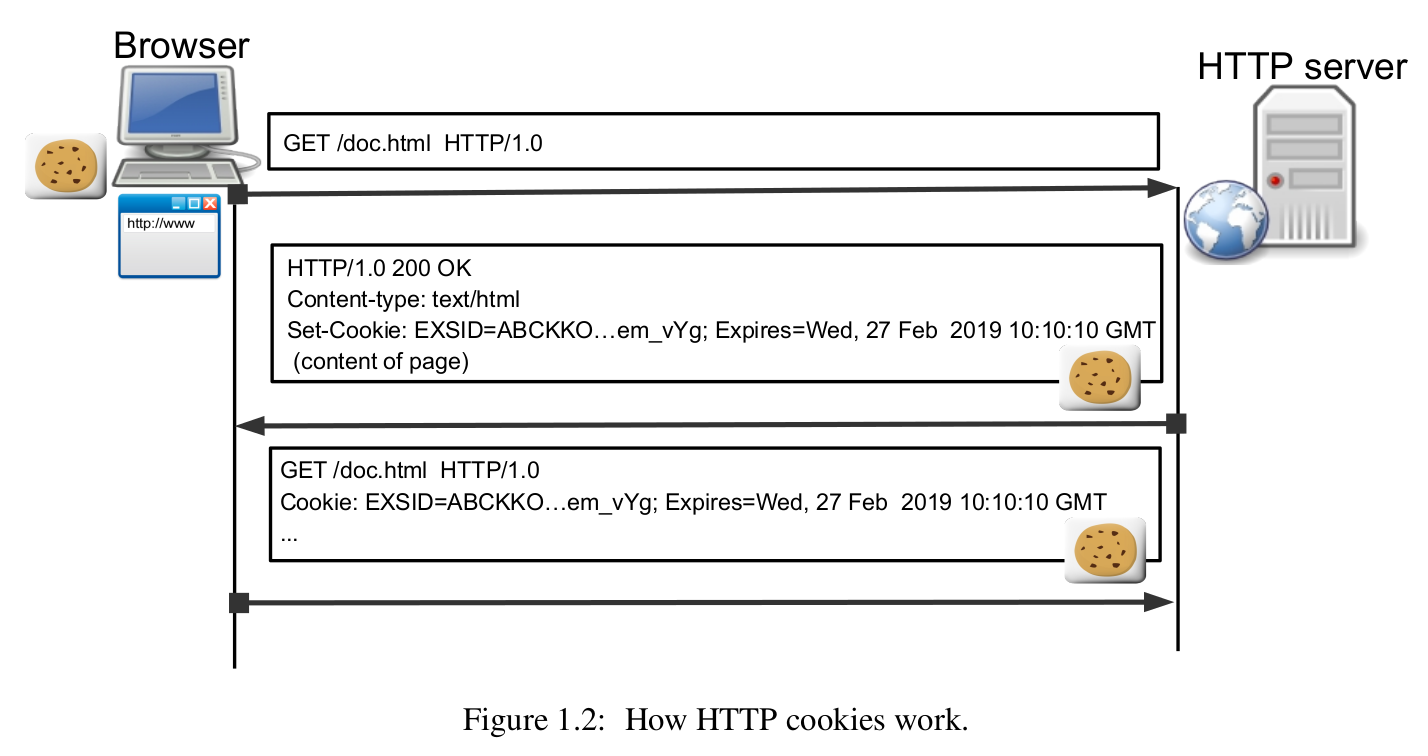 Browser
HTTP server
GET /doc.html  HTTP/1.0
http://www
HTTP/1.0 200 OK
Content-type: text/html
Set-Cookie: EXSID=ABCKKO…em_vYg; Expires=Wed, 27 Feb  2019 10:10:10 GMT
(content of page)
GET /doc.html  HTTP/1.0
Cookie: EXSID=ABCKKO…em_vYg; Expires=Wed, 27 Feb  2019 10:10:10 GMT
...
Figure 1.2:  How HTTP cookies work.